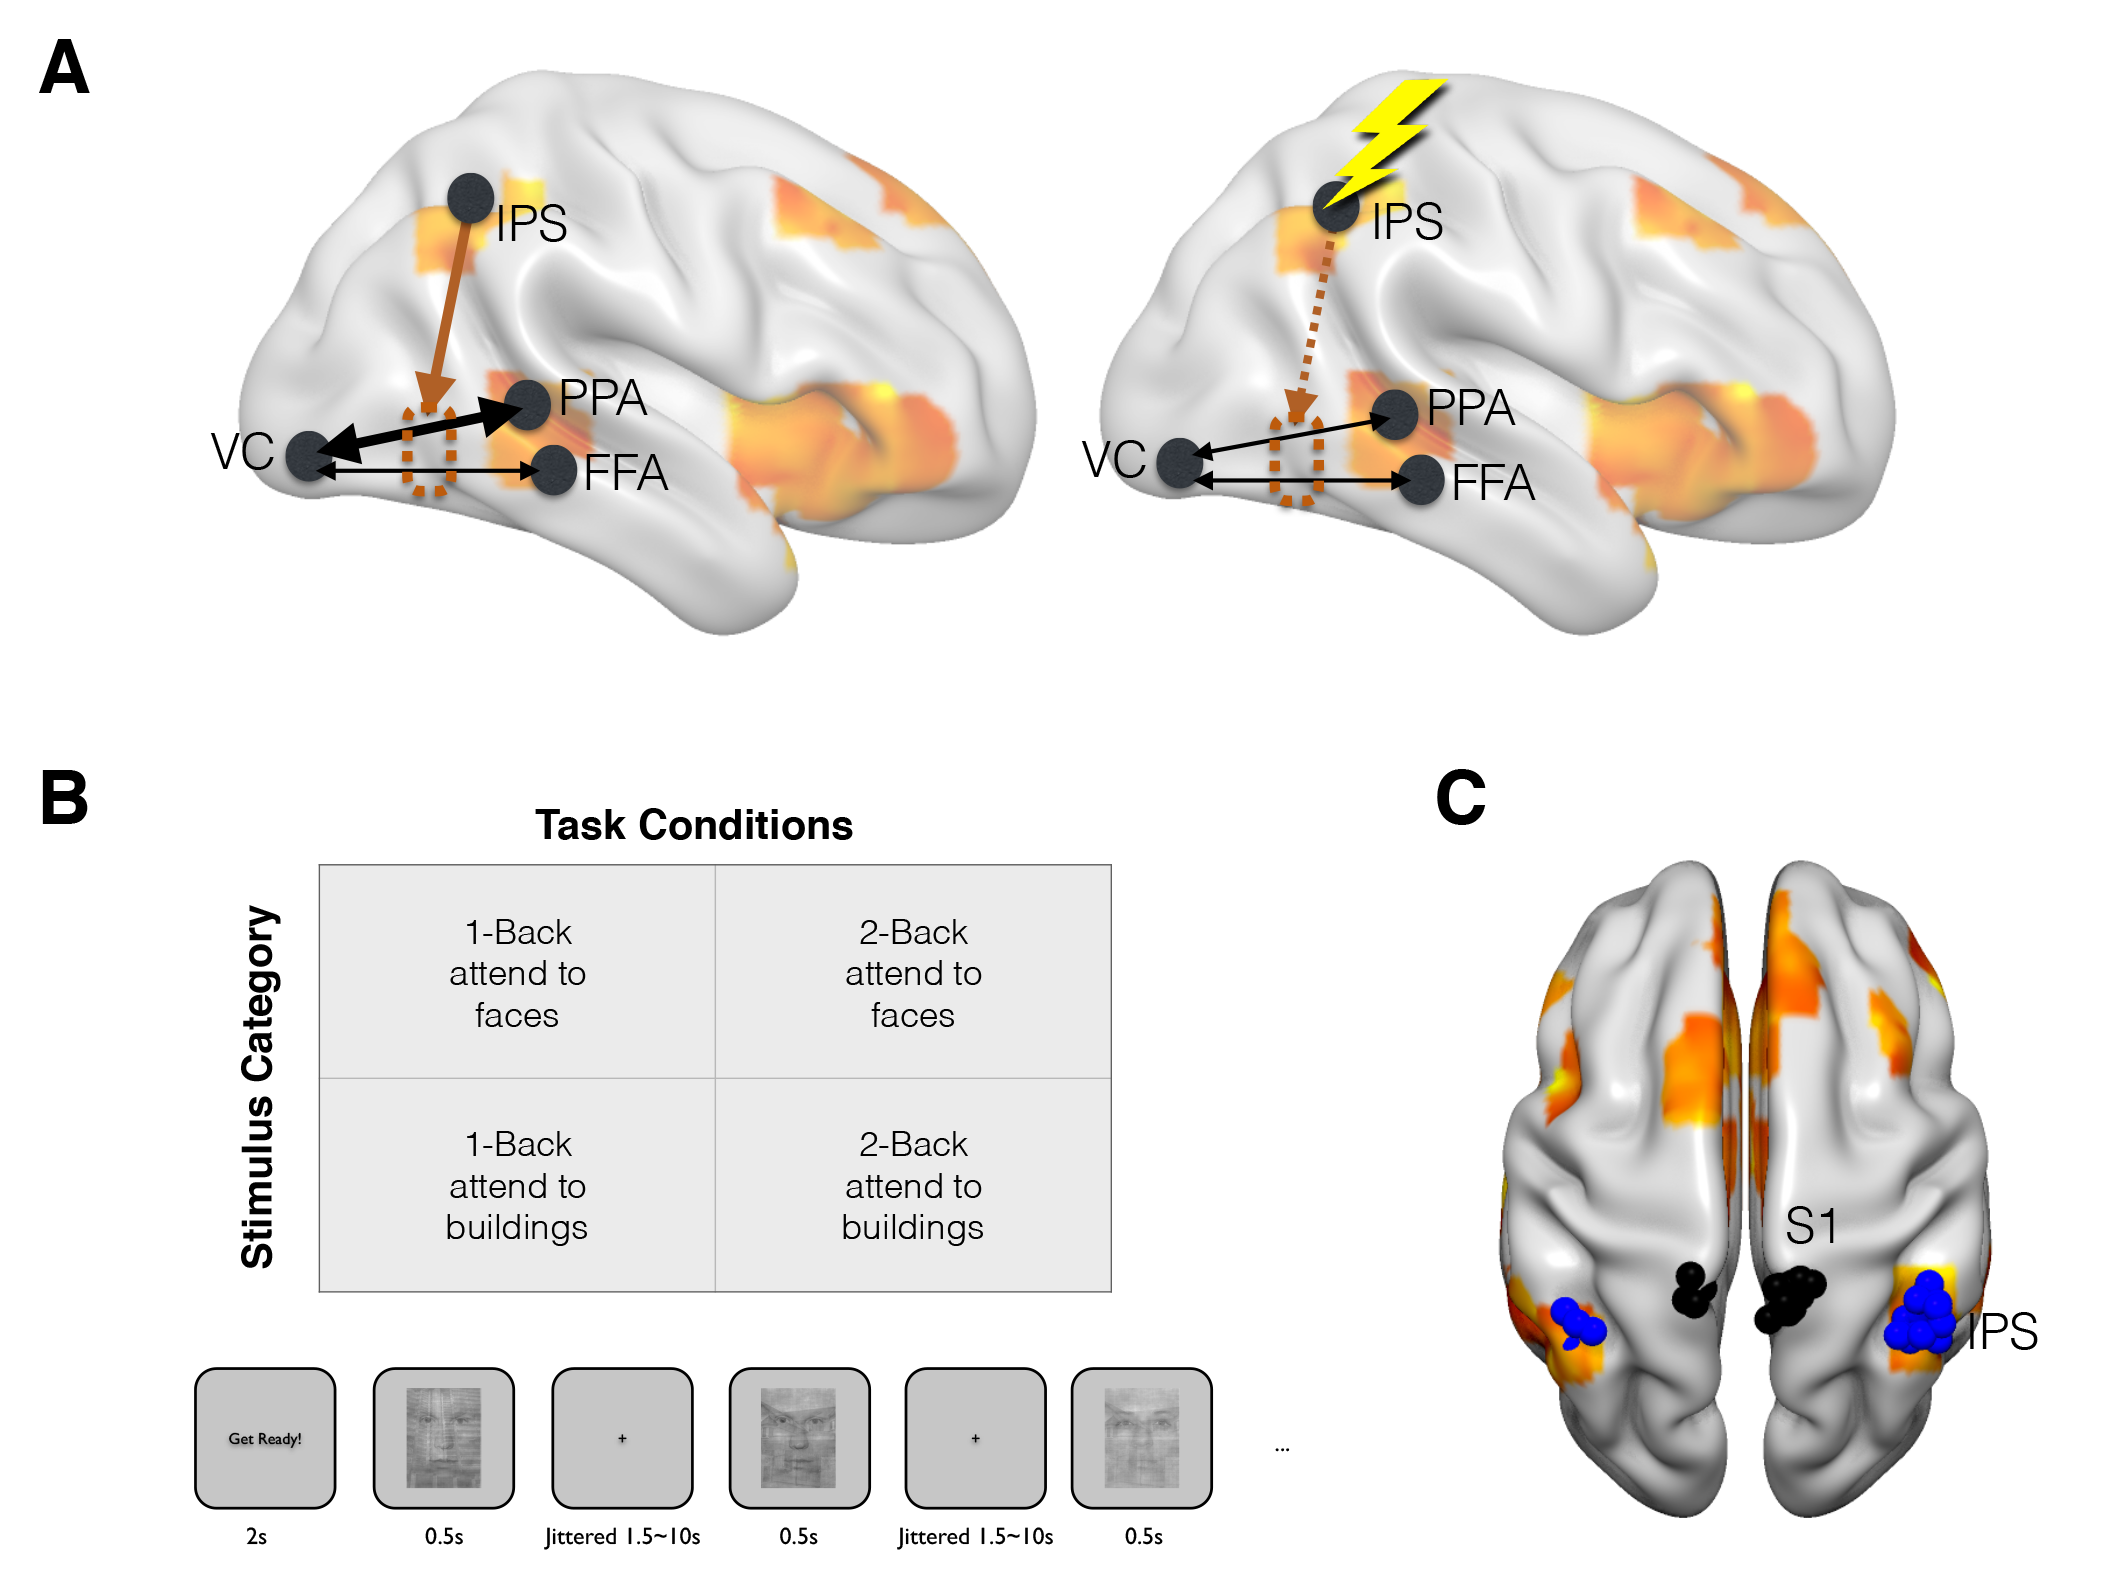 A
IPS
PPA
VC
FFA
IPS
PPA
VC
FFA
B
Task Conditions
Stimulus Category
1-Back
attend to
faces
2-Back
attend to
faces
1-Back
attend to
buildings
2-Back
attend to
buildings
Get Ready!
+
+
...
2s
0.5s
Jittered 1.5~10s
0.5s
Jittered 1.5~10s
0.5s
C
S1
IPS